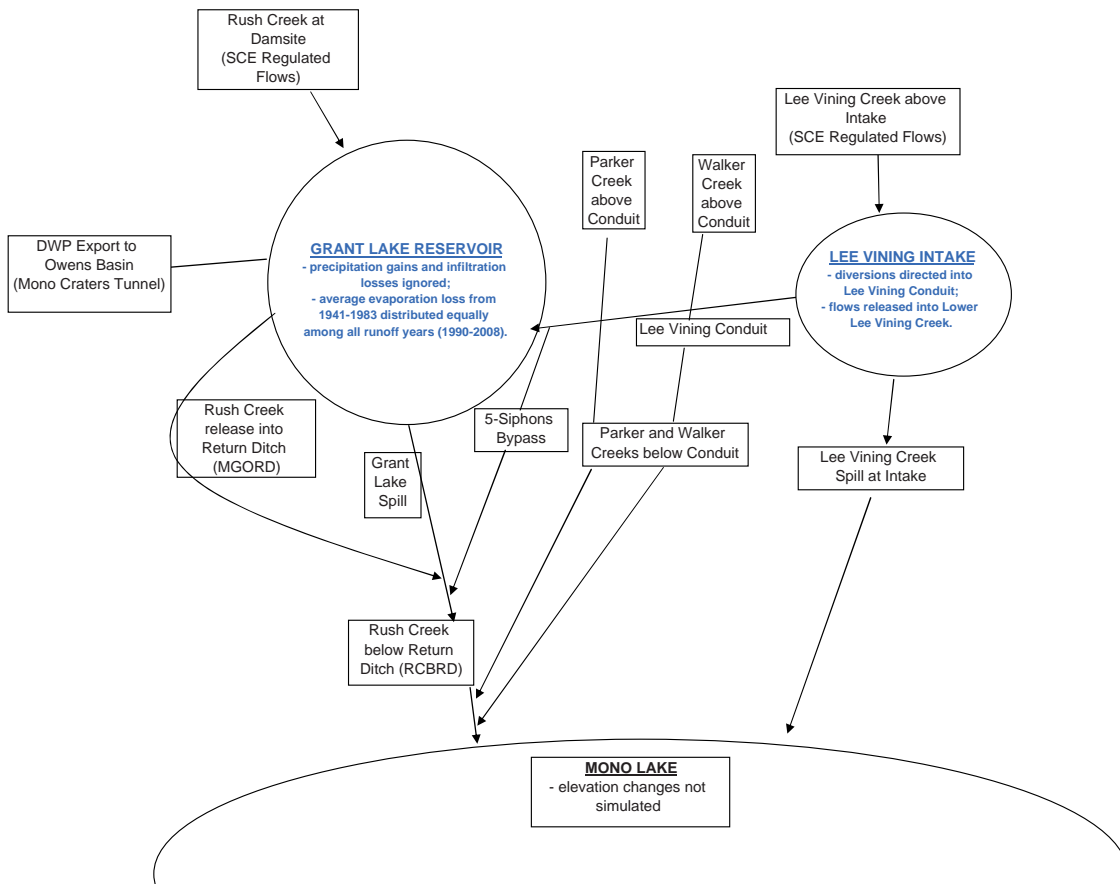 Rush Creek at
Damsite
(SCE Regulated
Flows)
Lee Vining Creek above
Intake
(SCE Regulated Flows)
Parker
Creek
above
Conduit
Walker
Creek
above
Conduit
DWP Export to
Owens Basin
(Mono Craters Tunnel)
GRANT LAKE RESERVOIR
- precipitation gains and infiltration
losses ignored;
- average evaporation loss from
1941-1983 distributed equally
among all runoff years (1990-2008).
LEE VINING INTAKE
- diversions directed into
Lee Vining Conduit;
- flows released into Lower
Lee Vining Creek.
Lee Vining Conduit
Rush Creek
release into
Return Ditch
(MGORD)
Grant
Lake
Spill
5-Siphons
Bypass
Parker and Walker
Creeks below Conduit
Lee Vining Creek
Spill at Intake
Rush Creek
below Return
Ditch (RCBRD)
MONO LAKE
- elevation changes not
simulated